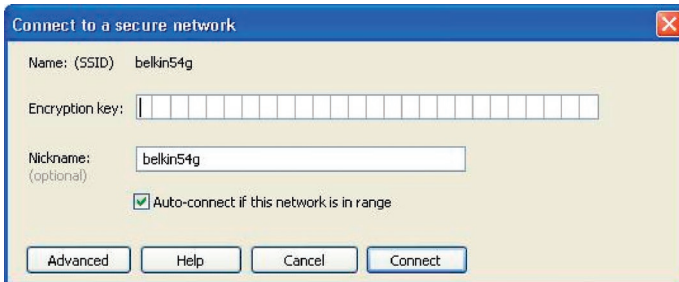 Connect to a secure network
Name: (SSID) belkin54g
Encryption key:
Nickname: belkin54g
(optional)
Auto-connect if this network is in range
Advanced Help Cancel Connect